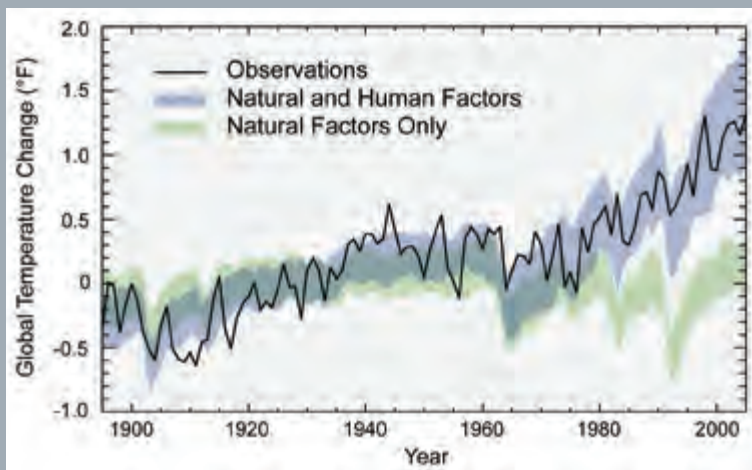 2.0
1.5
1.0
0.5
0
-0.5
-1.0
Global Temperature Change (°F)
Observations
Natural and Human Factors
Natural Factors Only
1900 1920 1940 1960 1980 2000
Year